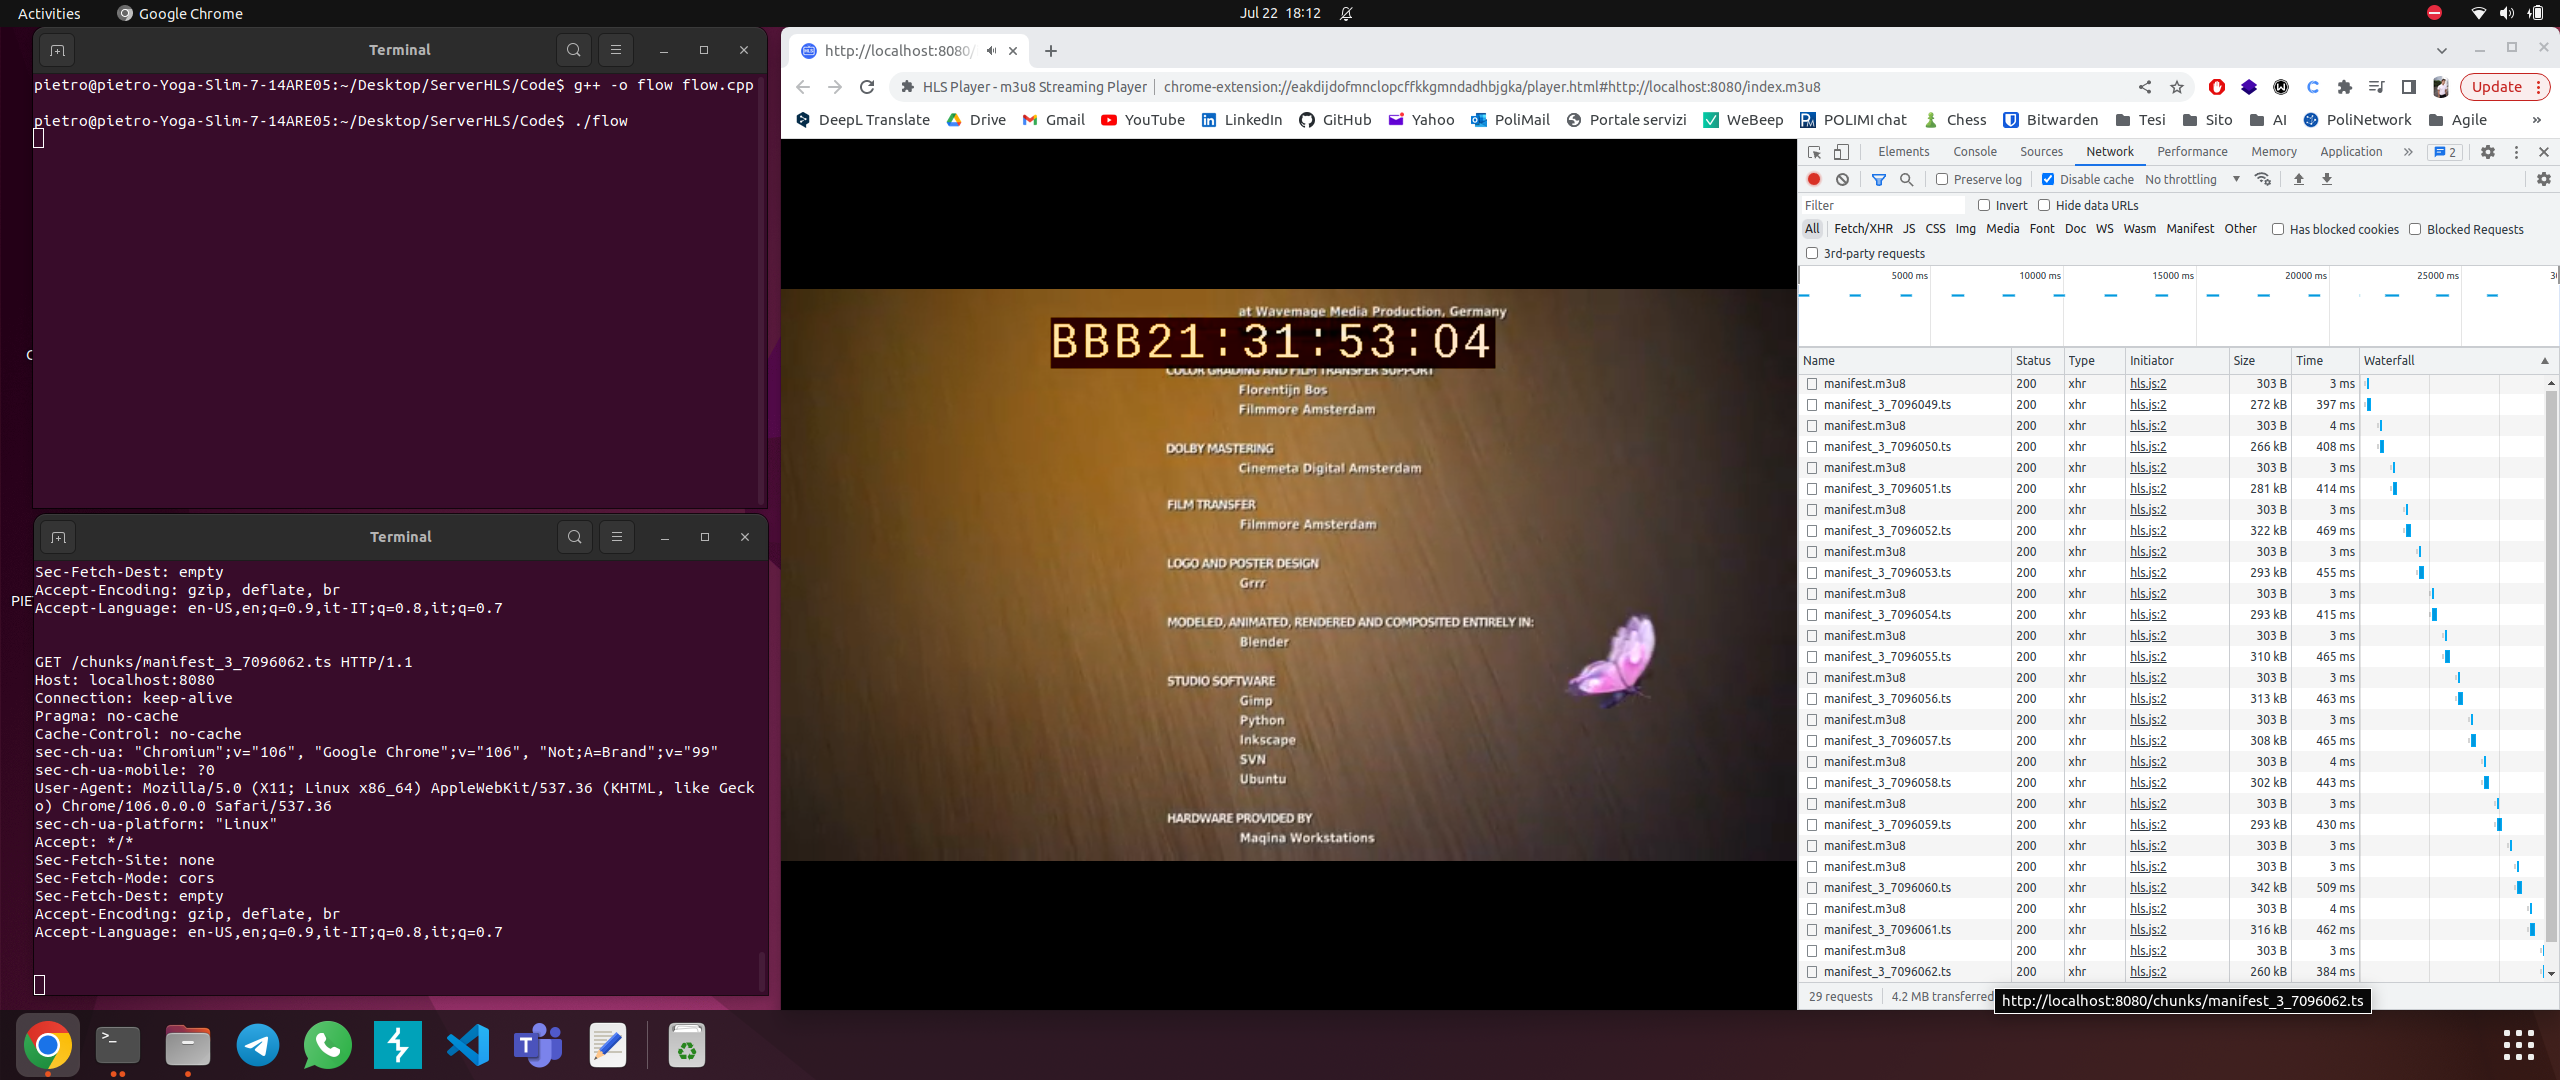 Activities
Google Chrome
Jul 22 18:12
Terminal
pietro@pietro-Yoga-Slim-7-14ARE05:~/Desktop/ServerHLS/Code$ g++ -o flow flow.cpp
pietro@pietro-Yoga-Slim-7-14ARE05:~/Desktop/ServerHLS/Code$ ./flow
Terminal
PIE
Sec-Fetch-Dest: empty
Accept-Encoding: gzip, deflate, br
Accept-Language: en-US,en;q=0.9,it-IT;q=0.8,it;q=0.7
GET /chunks/manifest_3_7096062.ts HTTP/1.1
Host: localhost:8080
Connection: keep-alive
Pragma: no-cache
Cache-Control: no-cache
sec-ch-ua: "Chromium";v="106", "Google Chrome";v="106", "Not;A=Brand";v="99"
sec-ch-ua-mobile: ?0
User-Agent: Mozilla/5.0 (X11; Linux x86_64) AppleWebKit/537.36 (KHTML, like Geck
o) Chrome/106.0.0.0 Safari/537.36
sec-ch-ua-platform: "Linux"
Accept: */*
Sec-Fetch-Site: none
Sec-Fetch-Mode: cors
Sec-Fetch-Dest: empty
Accept-Encoding: gzip, deflate, br
Accept-Language: en-US,en;q=0.9,it-IT;q=0.8,it;q=0.7
http://localhost:8080/
HLS Player - m3u8 Streaming Player | chrome-extension://eakdijdofmnclopcffkkgmndadhbjgka/player.html#http://localhost:8080/index.m3u8
Update
DeepL Translate Drive Gmail YouTube LinkedIn GitHub Yahoo PoliMail Portale servizi WeBeep POLIMI chat Chess Bitwarden Tesi Sito AI PoliNetwork Agile »
at Wavemage Media Production, Germany
BBB21:31:53:04
COLOR GRADING AND FILM TRANSFER SUPPORT
Florentijn Bos
Filmmore Amsterdam
DOLBY MASTERING
Cinemeta Digital Amsterdam
FILM TRANSFER
Filmmore Amsterdam
LOGO AND POSTER DESIGN
Grrr
MODELED, ANIMATED, RENDERED AND COMPOSITED ENTIRELY IN:
Blender
STUDIO SOFTWARE
Gimp
Python
Inkscape
SVN
Ubuntu
HARDWARE PROVIDED BY
Maqina Workstations
Elements Console Sources Network Performance Memory Application » 2
Preserve log Disable cache No throttling
Filter Invert Hide data URLs
All Fetch/XHR JS CSS Img Media Font Doc WS Wasm Manifest Other Has blocked cookies Blocked Requests
3rd-party requests
5000 ms 10000 ms 15000 ms 20000 ms 25000 ms
Name Status Type Initiator Size Time Waterfall
manifest.m3u8 200 xhr hls.js:2 303 B 3 ms
manifest_3_7096049.ts 200 xhr hls.js:2 272 kB 397 ms
manifest.m3u8 200 xhr hls.js:2 303 B 4 ms
manifest_3_7096050.ts 200 xhr hls.js:2 266 kB 408 ms
manifest.m3u8 200 xhr hls.js:2 303 B 3 ms
manifest_3_7096051.ts 200 xhr hls.js:2 281 kB 414 ms
manifest.m3u8 200 xhr hls.js:2 303 B 3 ms
manifest_3_7096052.ts 200 xhr hls.js:2 322 kB 469 ms
manifest.m3u8 200 xhr hls.js:2 303 B 3 ms
manifest_3_7096053.ts 200 xhr hls.js:2 293 kB 455 ms
manifest.m3u8 200 xhr hls.js:2 303 B 3 ms
manifest_3_7096054.ts 200 xhr hls.js:2 293 kB 415 ms
manifest.m3u8 200 xhr hls.js:2 303 B 3 ms
manifest_3_7096055.ts 200 xhr hls.js:2 310 kB 465 ms
manifest.m3u8 200 xhr hls.js:2 303 B 3 ms
manifest_3_7096056.ts 200 xhr hls.js:2 313 kB 463 ms
manifest.m3u8 200 xhr hls.js:2 303 B 3 ms
manifest_3_7096057.ts 200 xhr hls.js:2 308 kB 465 ms
manifest.m3u8 200 xhr hls.js:2 303 B 4 ms
manifest_3_7096058.ts 200 xhr hls.js:2 302 kB 443 ms
manifest.m3u8 200 xhr hls.js:2 303 B 3 ms
manifest_3_7096059.ts 200 xhr hls.js:2 293 kB 430 ms
manifest.m3u8 200 xhr hls.js:2 303 B 3 ms
manifest.m3u8 200 xhr hls.js:2 303 B 3 ms
manifest_3_7096060.ts 200 xhr hls.js:2 342 kB 509 ms
manifest.m3u8 200 xhr hls.js:2 303 B 4 ms
manifest_3_7096061.ts 200 xhr hls.js:2 316 kB 462 ms
manifest.m3u8 200 xhr hls.js:2 303 B 3 ms
manifest_3_7096062.ts 200 xhr hls.js:2 260 kB 384 ms
29 requests 4.2 MB transferred
http://localhost:8080/chunks/manifest_3_7096062.ts